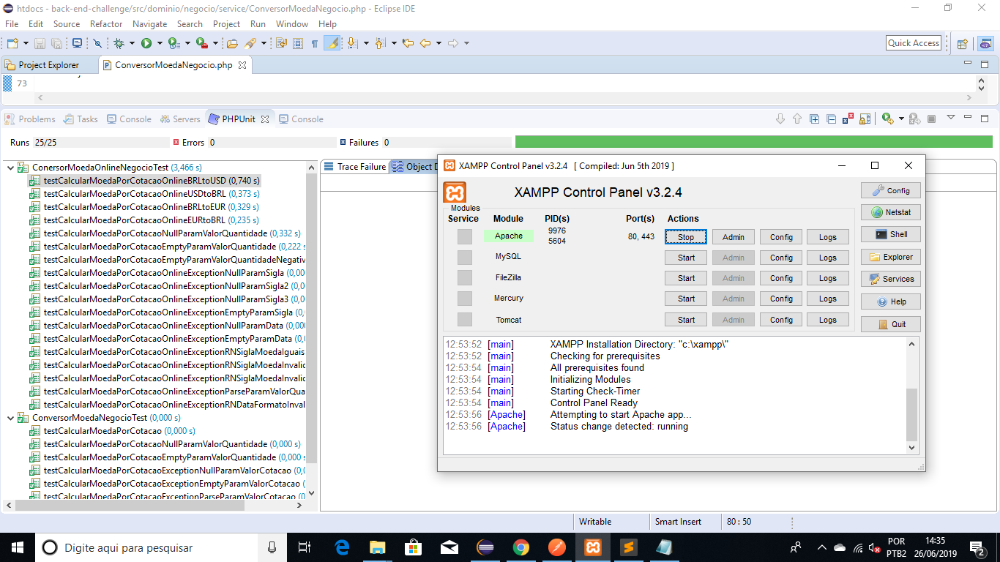 htdocs - back-end-challenge/src/dominio/negocio/service/ConversorMoedaNegocio.php - Eclipse IDE
File Edit Source Refactor Navigate Search Project Run Window Help
Quick Access
Project Explorer
ConversorMoedaNegocio.php
73
Problems Tasks Console Servers PHPUnit Console
Runs 25/25 Errors 0 Failures 0
ConersorMoedaOnlineNegocioTest (3,466 s)
testCalcularMoedaPorCotacaoOnlineBRLtoUSD (0,740 s)
testCalcularMoedaPorCotacaoOnlineUSDtoBRL (0,373 s)
testCalcularMoedaPorCotacaoOnlineBRLtoEUR (0,329 s)
testCalcularMoedaPorCotacaoOnlineEURtoBRL (0,235 s)
testCalcularMoedaPorCotacaoNullParamValorQuantidade (0,332 s)
testCalcularMoedaPorCotacaoEmptyParamValorQuantidade (0,222 s
testCalcularMoedaPorCotacaoEmptyParamValorQuantidadeNegativ
testCalcularMoedaPorCotacaoOnlineExceptionNullParamSigla (0,00
testCalcularMoedaPorCotacaoOnlineExceptionNullParamSigla2 (0,0
testCalcularMoedaPorCotacaoOnlineExceptionNullParamSigla3 (0,0
testCalcularMoedaPorCotacaoOnlineExceptionEmptyParamSigla (0,0
testCalcularMoedaPorCotacaoOnlineExceptionNullParamData (0,00
testCalcularMoedaPorCotacaoOnlineExceptionEmptyParamData (0,
testCalcularMoedaPorCotacaoOnlineExceptionRNSiglaMoedaIguais
testCalcularMoedaPorCotacaoOnlineExceptionRNSiglaMoedaInvalid
testCalcularMoedaPorCotacaoOnlineExceptionRNSiglaMoedaInvalid
testCalcularMoedaPorCotacaoOnlineExceptionParseParamValorQua
testCalcularMoedaPorCotacaoOnlineExceptionRNDataFormatoInval
ConversorMoedaNegocioTest (0,000 s)
testCalcularMoedaPorCotacao (0,000 s)
testCalcularMoedaPorCotacaoNullParamValorQuantidade (0,000 s)
testCalcularMoedaPorCotacaoEmptyParamValorQuantidade (0,000 s
testCalcularMoedaPorCotacaoExceptionNullParamValorCotacao (0,0
testCalcularMoedaPorCotacaoExceptionEmptyParamValorCotacao (
testCalcularMoedaPorCotacaoExceptionParseParamValorCotacao (0
Trace Failure Object D
XAMPP Control Panel v3.2.4 [ Compiled: Jun 5th 2019 ]
XAMPP Control Panel v3.2.4
Modules
Service Module PID(s) Port(s) Actions
Apache 9976 5604 80, 443 Stop Admin Config Logs
MySQL Start Admin Config Logs
FileZilla Start Admin Config Logs
Mercury Start Admin Config Logs
Tomcat Start Admin Config Logs
Config
Netstat
Shell
Explorer
Services
Help
Quit
12:53:52 [main] XAMPP Installation Directory: "c:\xampp\"
12:53:52 [main] Checking for prerequisites
12:53:54 [main] All prerequisites found
12:53:54 [main] Initializing Modules
12:53:54 [main] Starting Check-Timer
12:53:54 [main] Control Panel Ready
12:53:56 [Apache] Attempting to start Apache app...
12:53:56 [Apache] Status change detected: running
Writable Smart Insert 80 : 50
Digite aqui para pesquisar
POR
PTB2
14:35
26/06/2019
2